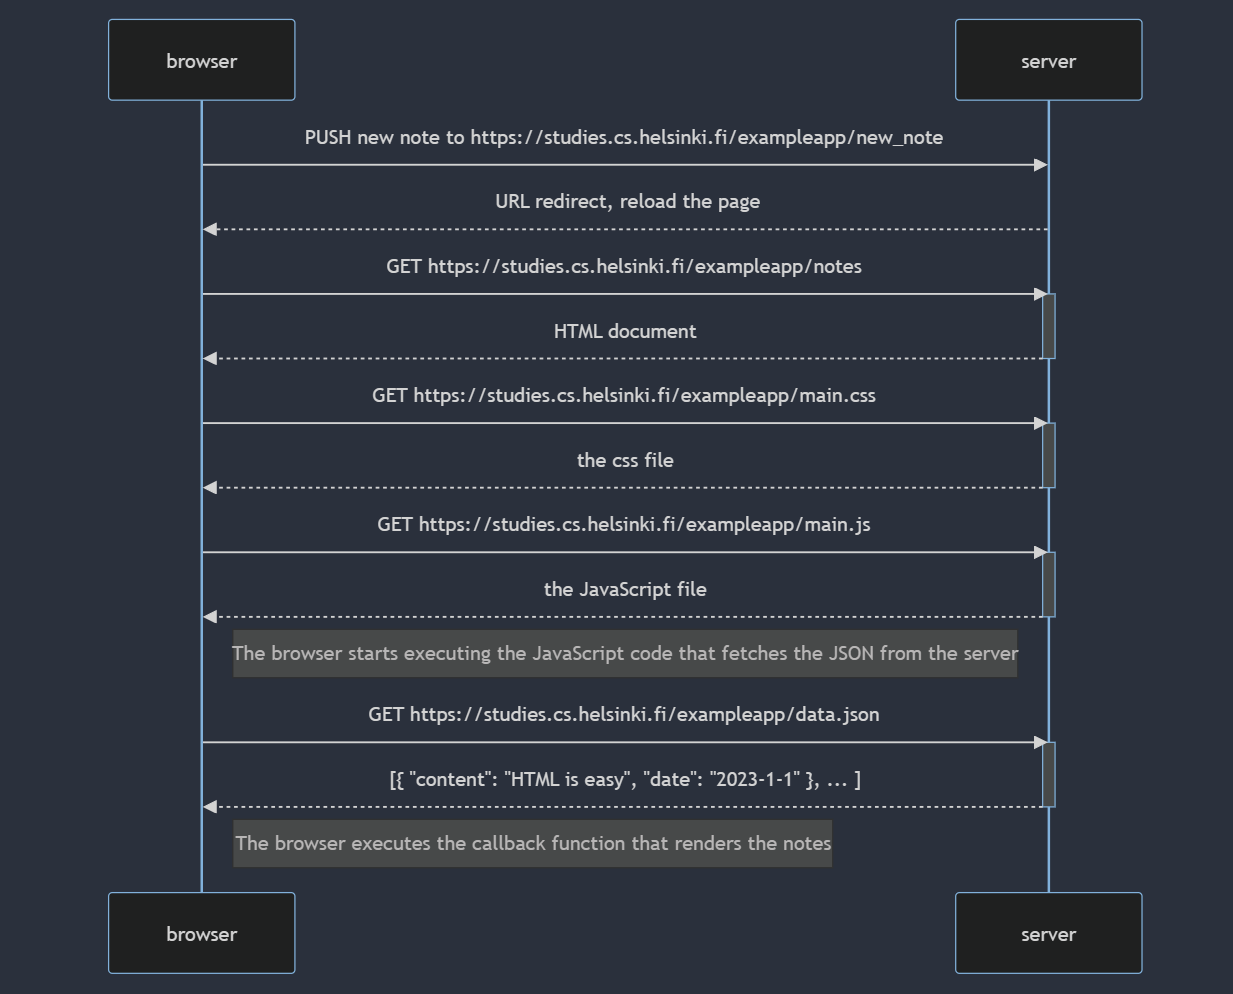 browser
server
PUSH new note to https://studies.cs.helsinki.fi/exampleapp/new_note
URL redirect, reload the page
GET https://studies.cs.helsinki.fi/exampleapp/notes
HTML document
GET https://studies.cs.helsinki.fi/exampleapp/main.css
the css file
GET https://studies.cs.helsinki.fi/exampleapp/main.js
the JavaScript file
The browser starts executing the JavaScript code that fetches the JSON from the server
GET https://studies.cs.helsinki.fi/exampleapp/data.json
[{ "content": "HTML is easy", "date": "2023-1-1" }, ... ]
The browser executes the callback function that renders the notes
browser
server